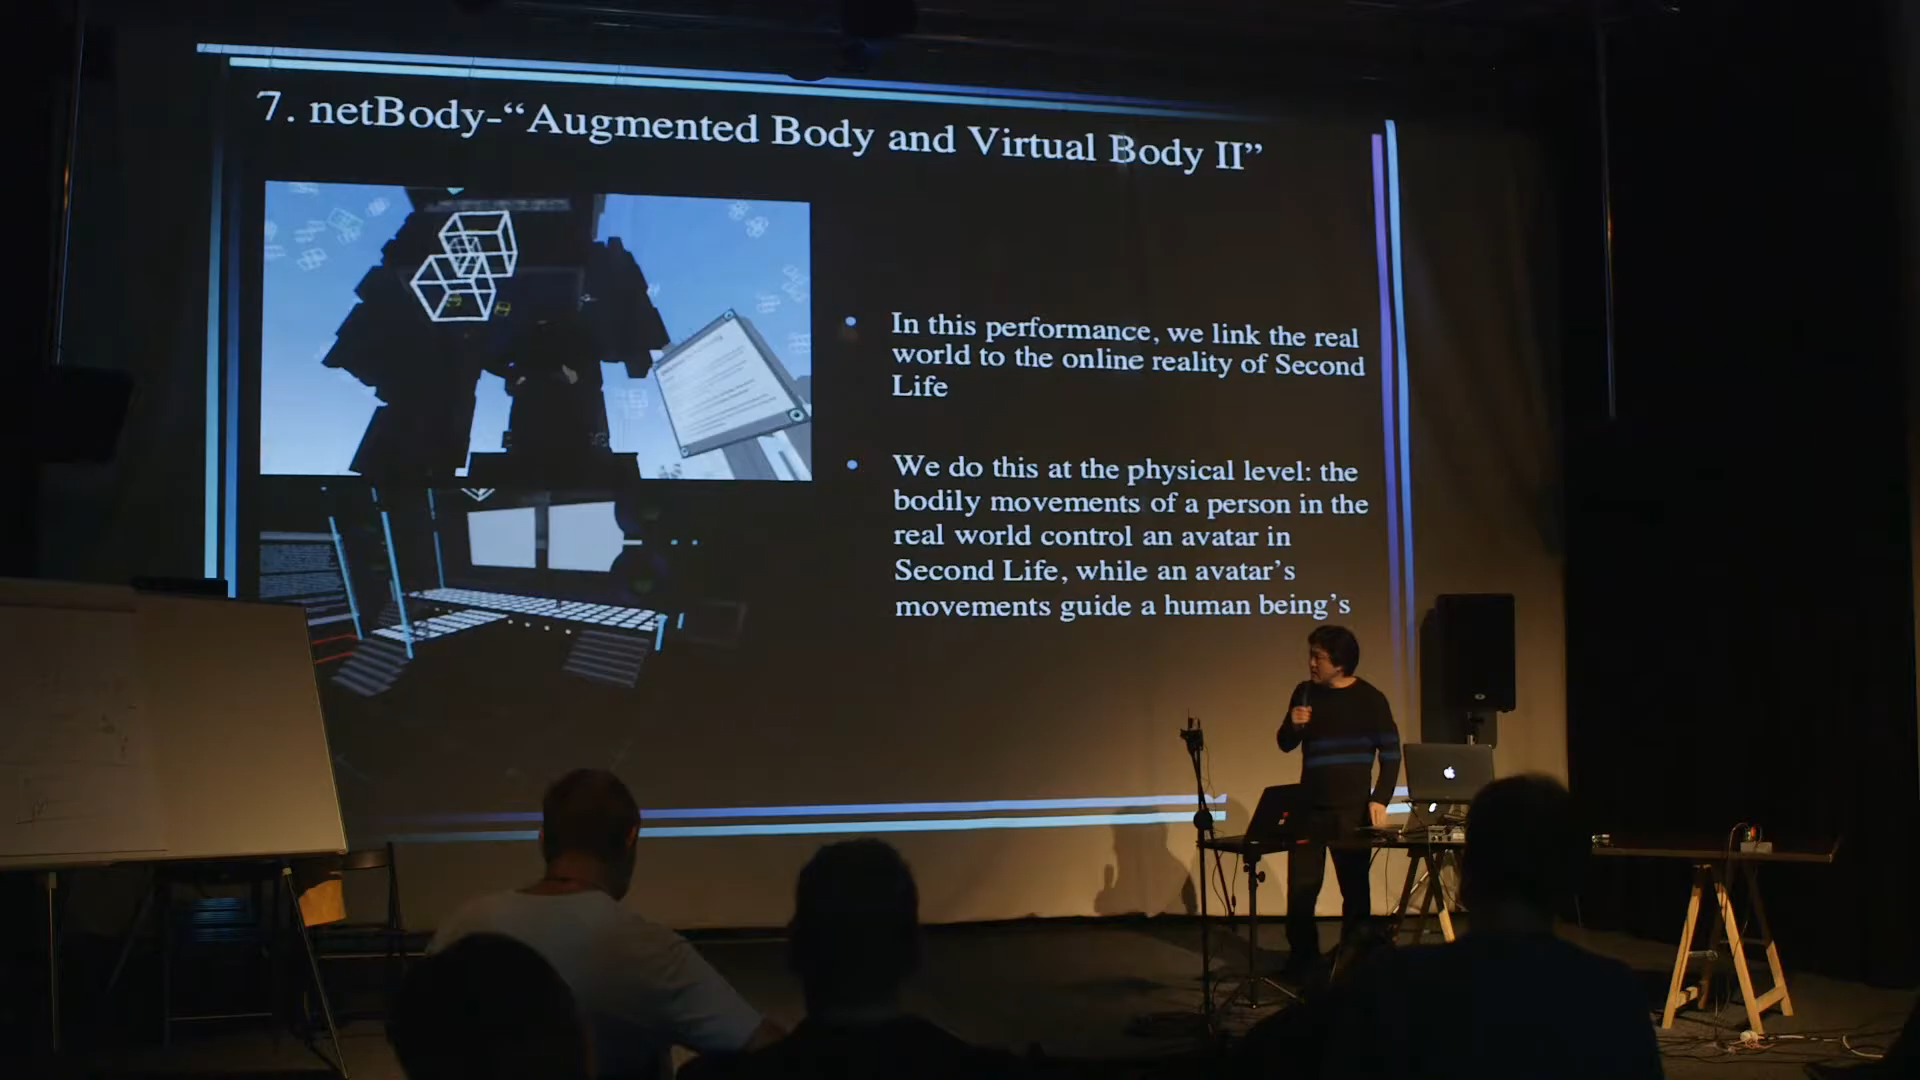 7. netBody-“Augmented Body and Virtual Body II”
In this performance, we link the real
world to the online reality of Second
Life
We do this at the physical level: the
bodily movements of a person in the
real world control an avatar in
Second Life, while an avatar’s
movements guide a human being’s